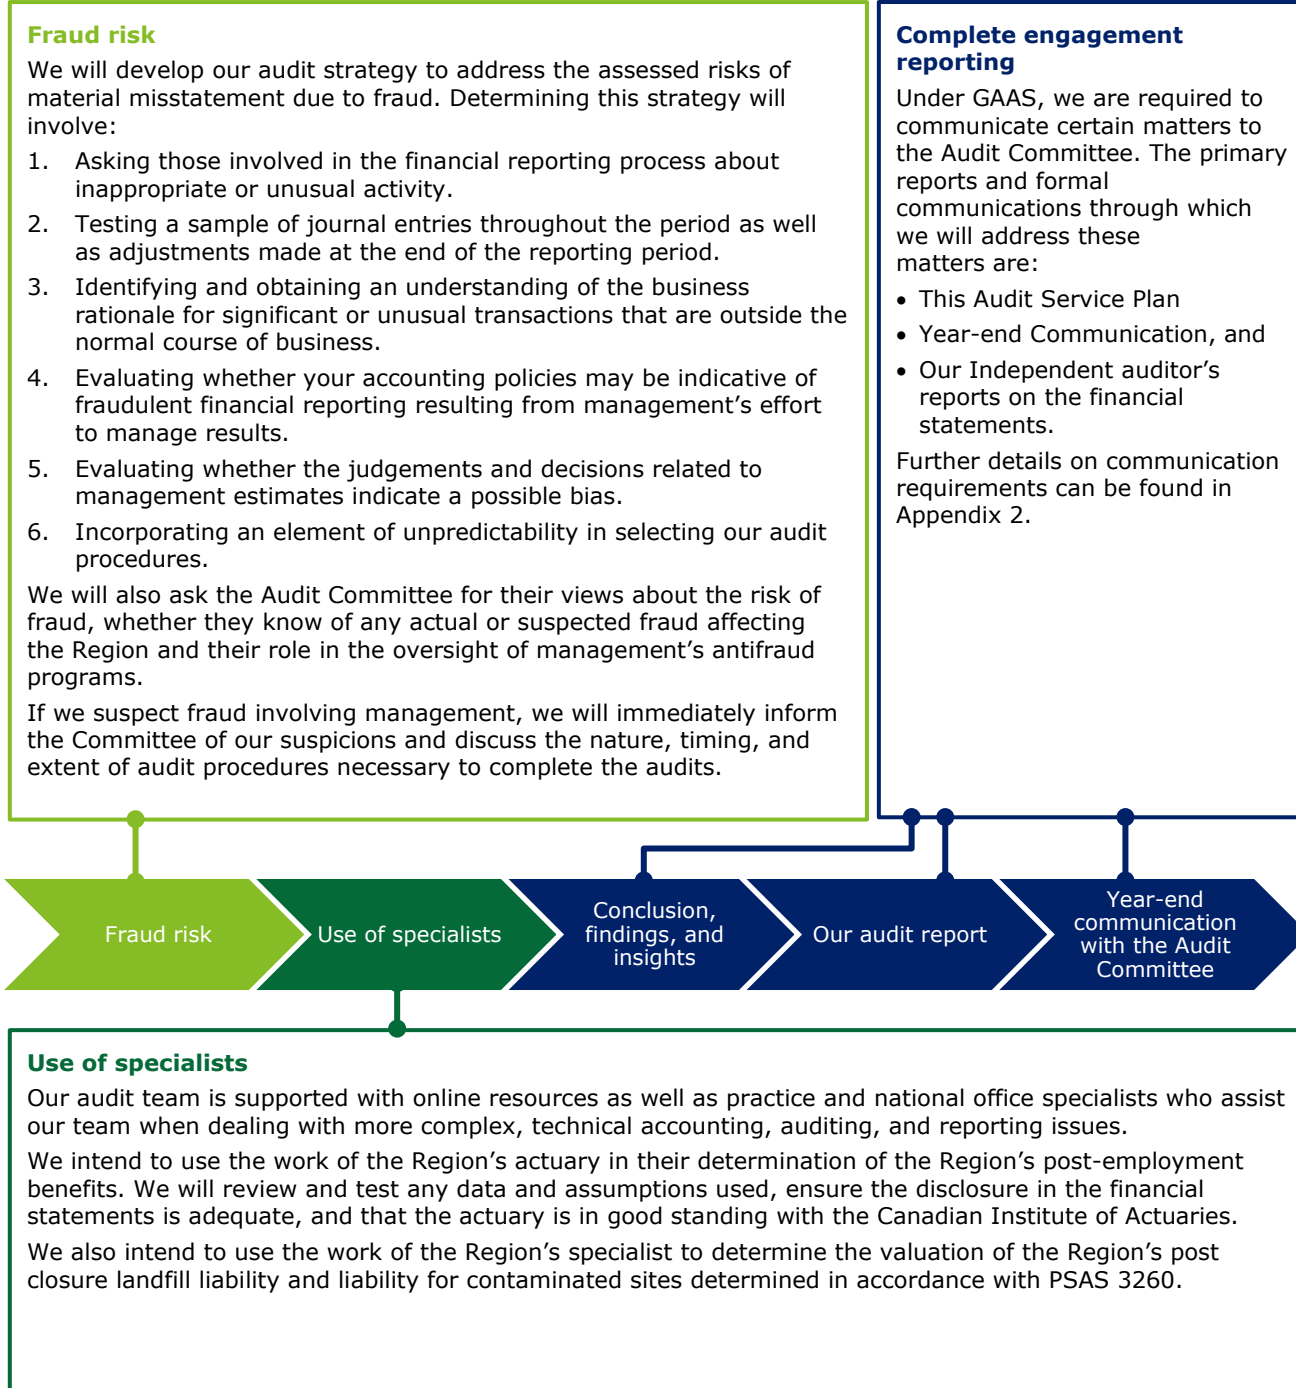 Fraud risk
We will develop our audit strategy to address the assessed risks of
material misstatement due to fraud. Determining this strategy will
involve:
1. Asking those involved in the financial reporting process about
inappropriate or unusual activity.
2. Testing a sample of journal entries throughout the period as well
as adjustments made at the end of the reporting period.
3. Identifying and obtaining an understanding of the business
rationale for significant or unusual transactions that are outside the
normal course of business.
4. Evaluating whether your accounting policies may be indicative of
fraudulent financial reporting resulting from management’s effort
to manage results.
5. Evaluating whether the judgements and decisions related to
management estimates indicate a possible bias.
6. Incorporating an element of unpredictability in selecting our audit
procedures.
We will also ask the Audit Committee for their views about the risk of
fraud, whether they know of any actual or suspected fraud affecting
the Region and their role in the oversight of management’s antifraud
programs.
If we suspect fraud involving management, we will immediately inform
the Committee of our suspicions and discuss the nature, timing, and
extent of audit procedures necessary to complete the audits.
Complete engagement
reporting
Under GAAS, we are required to
communicate certain matters to
the Audit Committee. The primary
reports and formal
communications through which
we will address these
matters are:
• This Audit Service Plan
• Year-end Communication, and
• Our Independent auditor’s
reports on the financial
statements.
Further details on communication
requirements can be found in
Appendix 2.
Fraud risk
Use of specialists
Conclusion,
findings, and
insights
Our audit report
Year-end
communication
with the Audit
Committee
Use of specialists
Our audit team is supported with online resources as well as practice and national office specialists who assist
our team when dealing with more complex, technical accounting, auditing, and reporting issues.
We intend to use the work of the Region’s actuary in their determination of the Region’s post-employment
benefits. We will review and test any data and assumptions used, ensure the disclosure in the financial
statements is adequate, and that the actuary is in good standing with the Canadian Institute of Actuaries.
We also intend to use the work of the Region’s specialist to determine the valuation of the Region’s post
closure landfill liability and liability for contaminated sites determined in accordance with PSAS 3260.